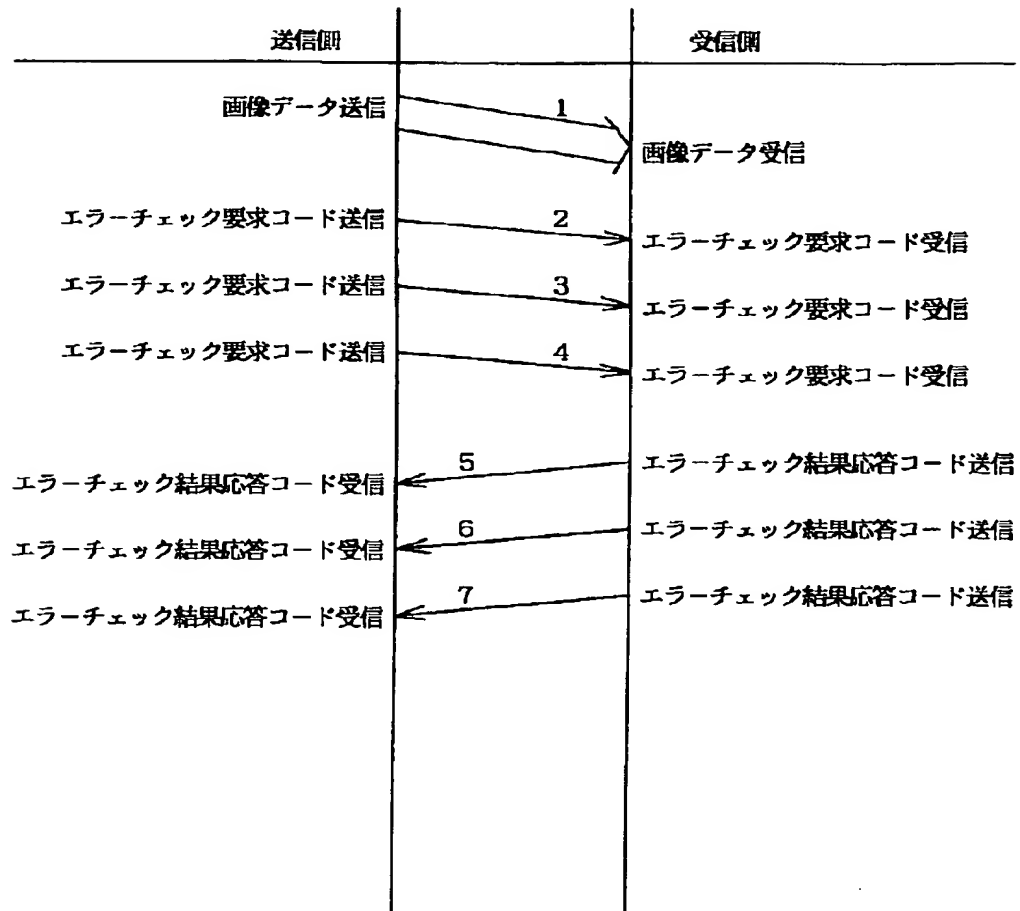 送信側
受信側
画像データ送信
1
画像データ受信
エラーチェック要求コード送信
2
エラーチェック要求コード受信
エラーチェック要求コード送信
3
エラーチェック要求コード受信
エラーチェック要求コード送信
4
エラーチェック要求コード受信
5
エラーチェック結果応答コード送信
エラーチェック結果応答コード受信
6
エラーチェック結果応答コード送信
エラーチェック結果応答コード受信
7
エラーチェック結果応答コード送信
エラーチェック結果応答コード受信